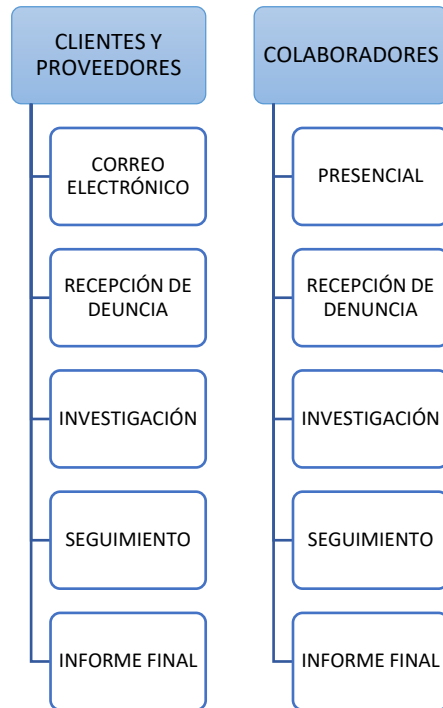 CLIENTES Y
PROVEEDORES
CORREO
ELECTRÓNICO
RECEPCIÓN DE
DEUNCIA
INVESTIGACIÓN
SEGUIMIENTO
INFORME FINAL
COLABORADORES
PRESENCIAL
RECEPCIÓN DE
DENUNCIA
INVESTIGACIÓN
SEGUIMIENTO
INFORME FINAL